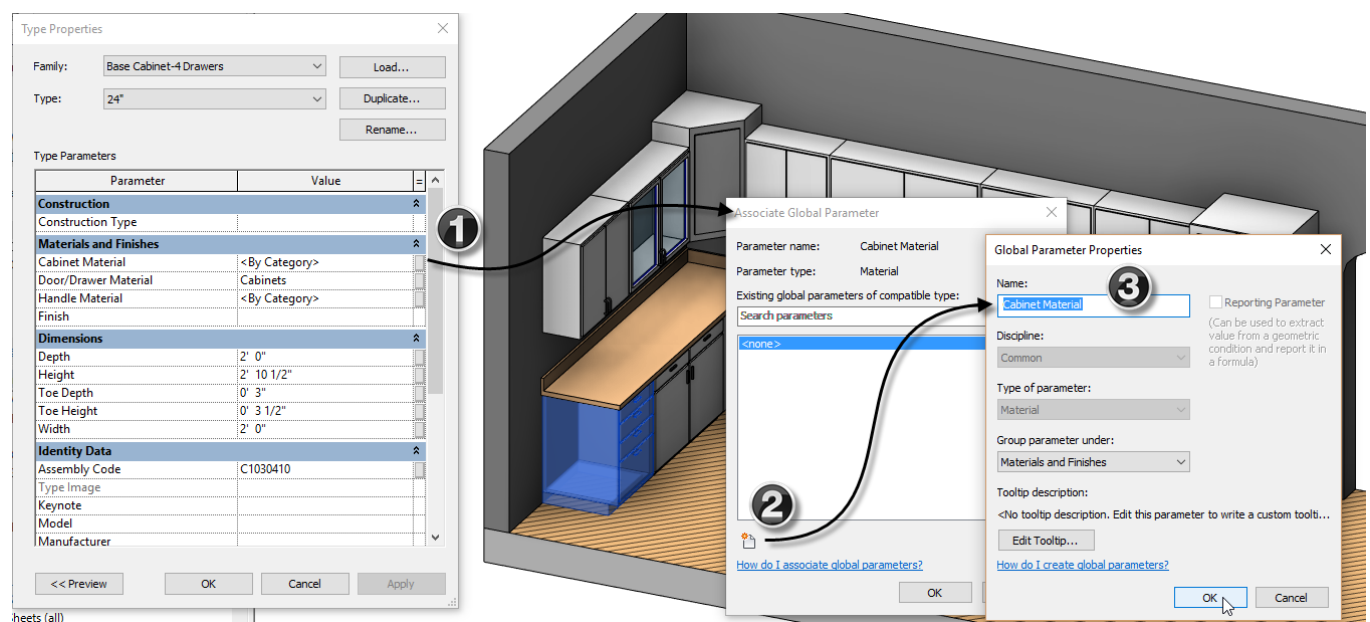 Type Properties
Family: Base Cabinet-4 Drawers Load...
Type: 24" Duplicate...
Rename...
Type Parameters
Parameter Value =
Construction
Construction Type
Materials and Finishes
Cabinet Material <By Category>
Door/Drawer Material Cabinets
Handle Material <By Category>
Finish
Dimensions
Depth 2' 0"
Height 2' 10 1/2"
Toe Depth 0' 3"
Toe Height 0' 3 1/2"
Width 2' 0"
Identity Data
Assembly Code C1030410
Type Image
Keynote
Model
Manufacturer
<< Preview OK Cancel Apply
heets (all)
1
Associate Global Parameter
Parameter name: Cabinet Material
Parameter type: Material
Existing global parameters of compatible type:
Search parameters
<none>
2
How do I associate global parameters?
OK
Global Parameter Properties
3
Name:
Cabinet Material
Reporting Parameter
(Can be used to extract
value from a geometric
condition and report it in
a formula)
Discipline:
Common
Type of parameter:
Material
Group parameter under:
Materials and Finishes
Tooltip description:
<No tooltip description. Edit this parameter to write a custom toolti...
Edit Tooltip...
How do I create global parameters?
OK Cancel